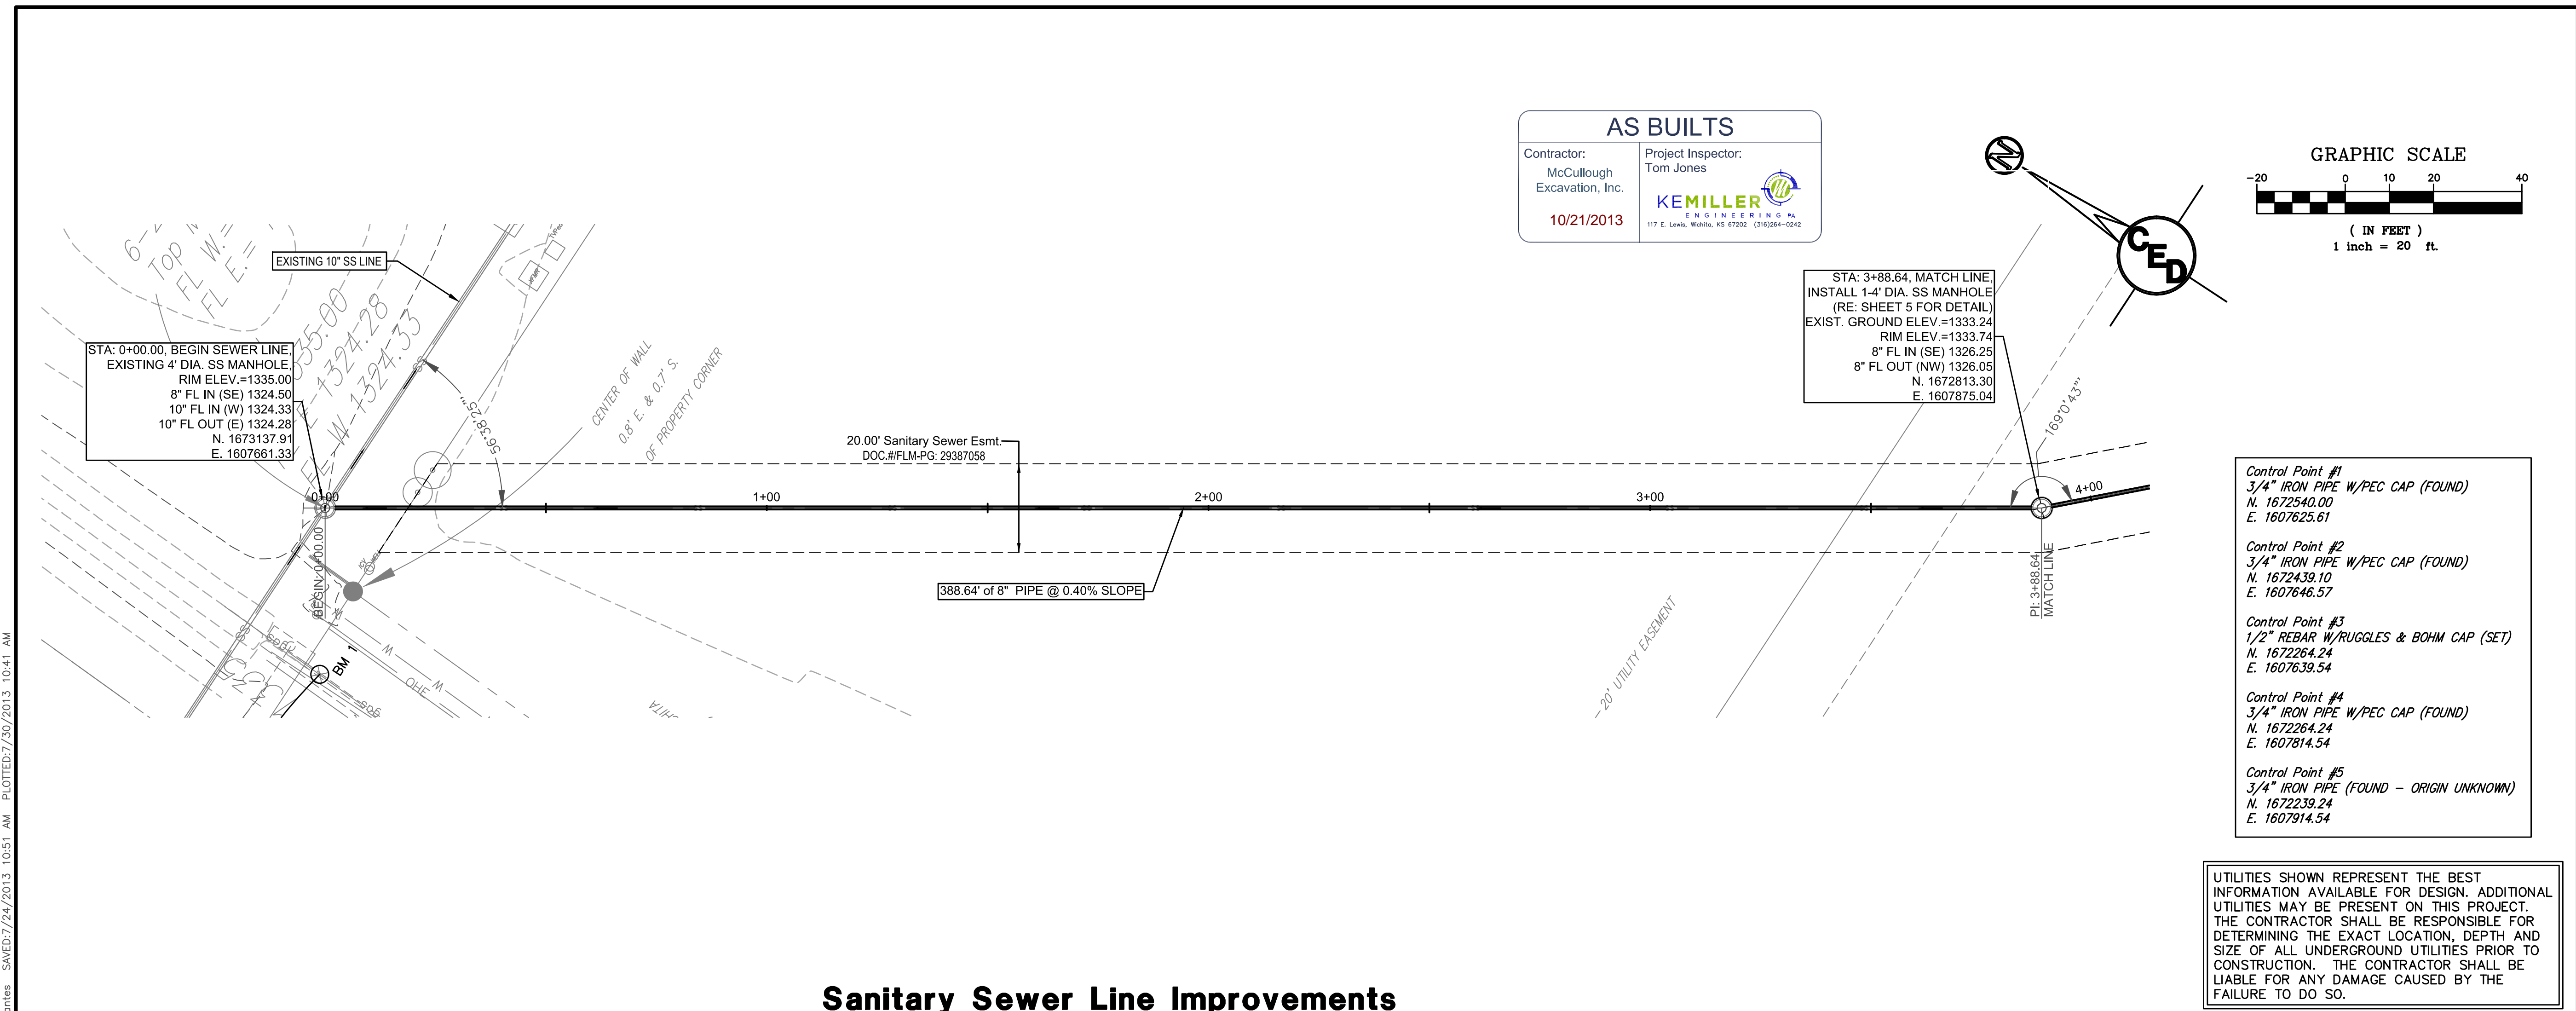 AS BUILTS
Contractor:
McCullough
Excavation, Inc.
10/21/2013
Project Inspector:
Tom Jones
KEMILLER
ENGINEERING PA
117 E. Lewis, Wichita, KS 67202 (316)264-0242
N
CED
GRAPHIC SCALE
-20 0 10 20 40
( IN FEET )
1 inch = 20 ft.
EXISTING 10" SS LINE
STA: 0+00.00, BEGIN SEWER LINE,
EXISTING 4' DIA. SS MANHOLE,
RIM ELEV.=1335.00
8" FL IN (SE) 1324.50
10" FL IN (W) 1324.33
10" FL OUT (E) 1324.28
N. 1673137.91
E. 1607661.33
Top
FL W.=
FL E.=
1324.28
W 1324.33
SS
56°38'25"
CENTER OF WALL
0.8' E. & 0.7' S.
OF PROPERTY CORNER
20.00' Sanitary Sewer Esmt.
DOC.#/FLM-PG: 29387058
STA: 3+88.64, MATCH LINE,
INSTALL 1-4' DIA. SS MANHOLE
(RE: SHEET 5 FOR DETAIL)
EXIST. GROUND ELEV.=1333.24
RIM ELEV.=1333.74
8" FL IN (SE) 1326.25
8" FL OUT (NW) 1326.05
N. 1672813.30
E. 1607875.04
169°0'43"
0+00
1+00
2+00
3+00
4+00
BEGIN: 0+00.00
388.64' of 8" PIPE @ 0.40% SLOPE
PI: 3+88.64
MATCH LINE
20' UTILITY EASEMENT
BM 1
SS
gas
W
W
OHE
gas
Control Point #1
3/4" IRON PIPE W/PEC CAP (FOUND)
N. 1672540.00
E. 1607625.61
Control Point #2
3/4" IRON PIPE W/PEC CAP (FOUND)
N. 1672439.10
E. 1607646.57
Control Point #3
1/2" REBAR W/RUGGLES & BOHM CAP (SET)
N. 1672264.24
E. 1607639.54
Control Point #4
3/4" IRON PIPE W/PEC CAP (FOUND)
N. 1672264.24
E. 1607814.54
Control Point #5
3/4" IRON PIPE (FOUND - ORIGIN UNKNOWN)
N. 1672239.24
E. 1607914.54
UTILITIES SHOWN REPRESENT THE BEST
INFORMATION AVAILABLE FOR DESIGN. ADDITIONAL
UTILITIES MAY BE PRESENT ON THIS PROJECT.
THE CONTRACTOR SHALL BE RESPONSIBLE FOR
DETERMINING THE EXACT LOCATION, DEPTH AND
SIZE OF ALL UNDERGROUND UTILITIES PRIOR TO
CONSTRUCTION. THE CONTRACTOR SHALL BE
LIABLE FOR ANY DAMAGE CAUSED BY THE
FAILURE TO DO SO.
Sanitary Sewer Line Improvements
SAVED:7/24/2013 10:51 AM PLOTTED:7/30/2013 10:41 AM